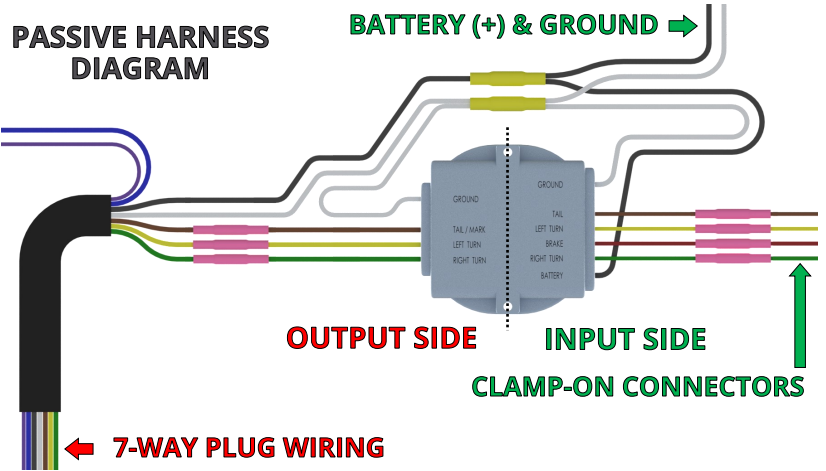 PASSIVE HARNESS
DIAGRAM
BATTERY (+) & GROUND
GROUND
TAIL / MARK
LEFT TURN
RIGHT TURN
GROUND
TAIL
LEFT TURN
BRAKE
RIGHT TURN
BATTERY
OUTPUT SIDE
INPUT SIDE
CLAMP-ON CONNECTORS
7-WAY PLUG WIRING